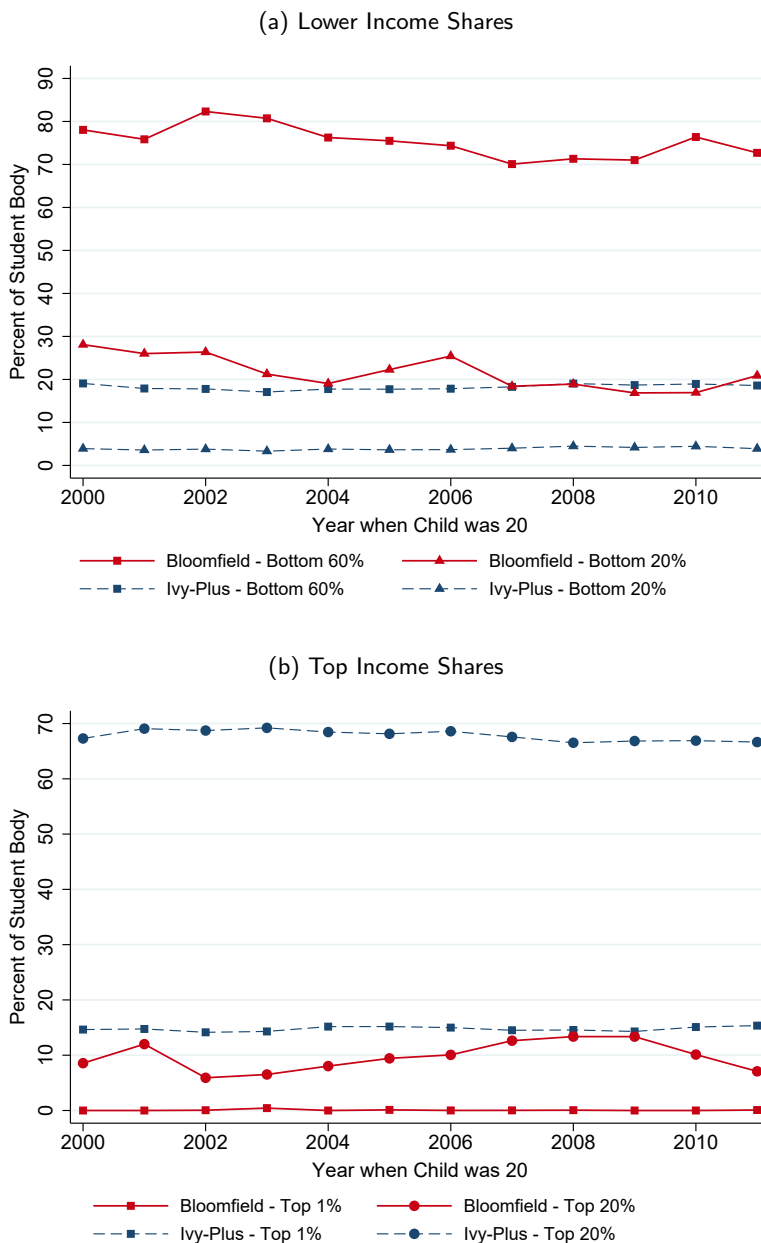 (a) Lower Income Shares
90
80
70
60
50
40
30
20
10
0
Percent of Student Body
2000 2002 2004 2006 2008 2010
Year when Child was 20
Bloomfield - Bottom 60% Bloomfield - Bottom 20%
Ivy-Plus - Bottom 60% Ivy-Plus - Bottom 20%
(b) Top Income Shares
70
60
50
40
30
20
10
0
Percent of Student Body
2000 2002 2004 2006 2008 2010
Year when Child was 20
Bloomfield - Top 1% Bloomfield - Top 20%
Ivy-Plus - Top 1% Ivy-Plus - Top 20%